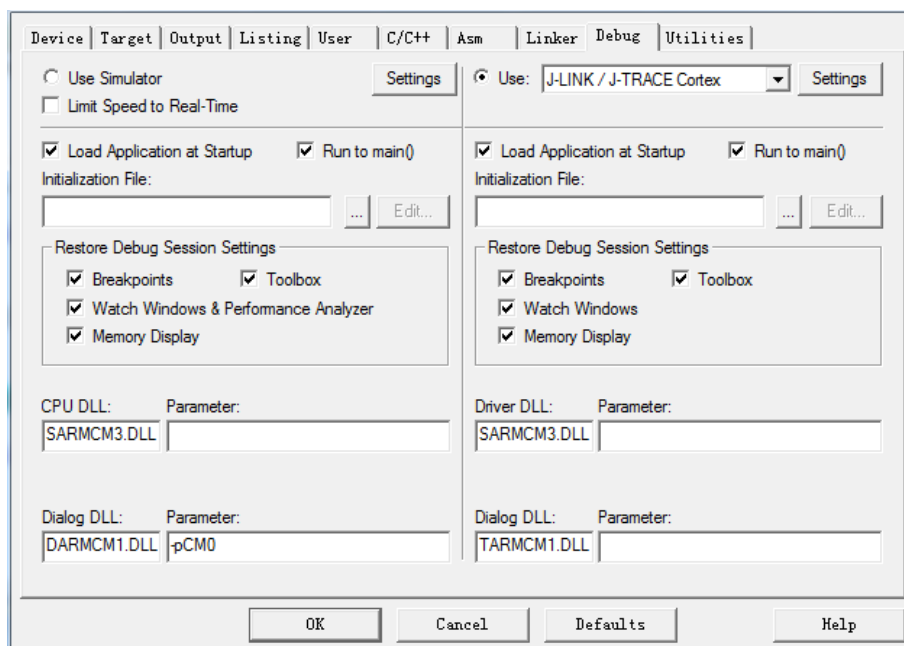 Device Target Output Listing User C/C++ Asm Linker Debug Utilities
Use Simulator Settings
Limit Speed to Real-Time
Use: J-LINK / J-TRACE Cortex Settings
Load Application at Startup Run to main()
Initialization File:
... Edit...
Restore Debug Session Settings
Breakpoints Toolbox
Watch Windows & Performance Analyzer
Memory Display
CPU DLL: Parameter:
SARMCM3.DLL
Dialog DLL: Parameter:
DARMCM1.DLL -pCM0
Load Application at Startup Run to main()
Initialization File:
... Edit...
Restore Debug Session Settings
Breakpoints Toolbox
Watch Windows
Memory Display
Driver DLL: Parameter:
SARMCM3.DLL
Dialog DLL: Parameter:
TARMCM1.DLL
OK Cancel Defaults Help